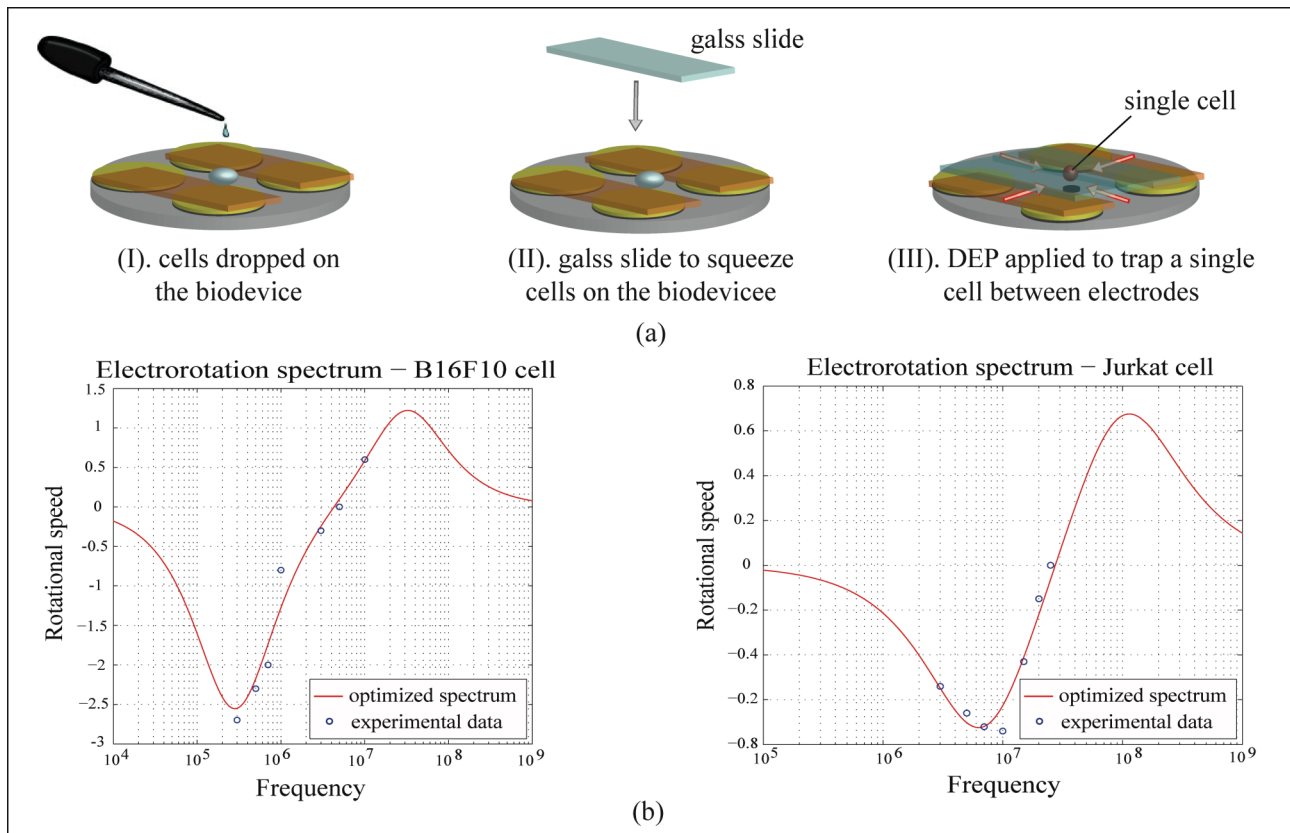 galss slide
single cell
(I). cells dropped on
the biodevice
(II). galss slide to squeeze
cells on the biodevicee
(III). DEP applied to trap a single
cell between electrodes
(a)
Electrorotation spectrum − B16F10 cell
Rotational speed
1.5
1
0.5
0
-0.5
-1
−1.5
−2
−2.5
−3
10^4
10^5
10^6
10^7
10^8
10^9
Frequency
optimized spectrum
experimental data
Electrorotation spectrum − Jurkat cell
Rotational speed
0.8
0.6
0.4
0.2
0
−0.2
−0.4
−0.2
−0.8
10^5
10^6
10^7
10^8
10^9
Frequency
optimized spectrum
experimental data
(b)